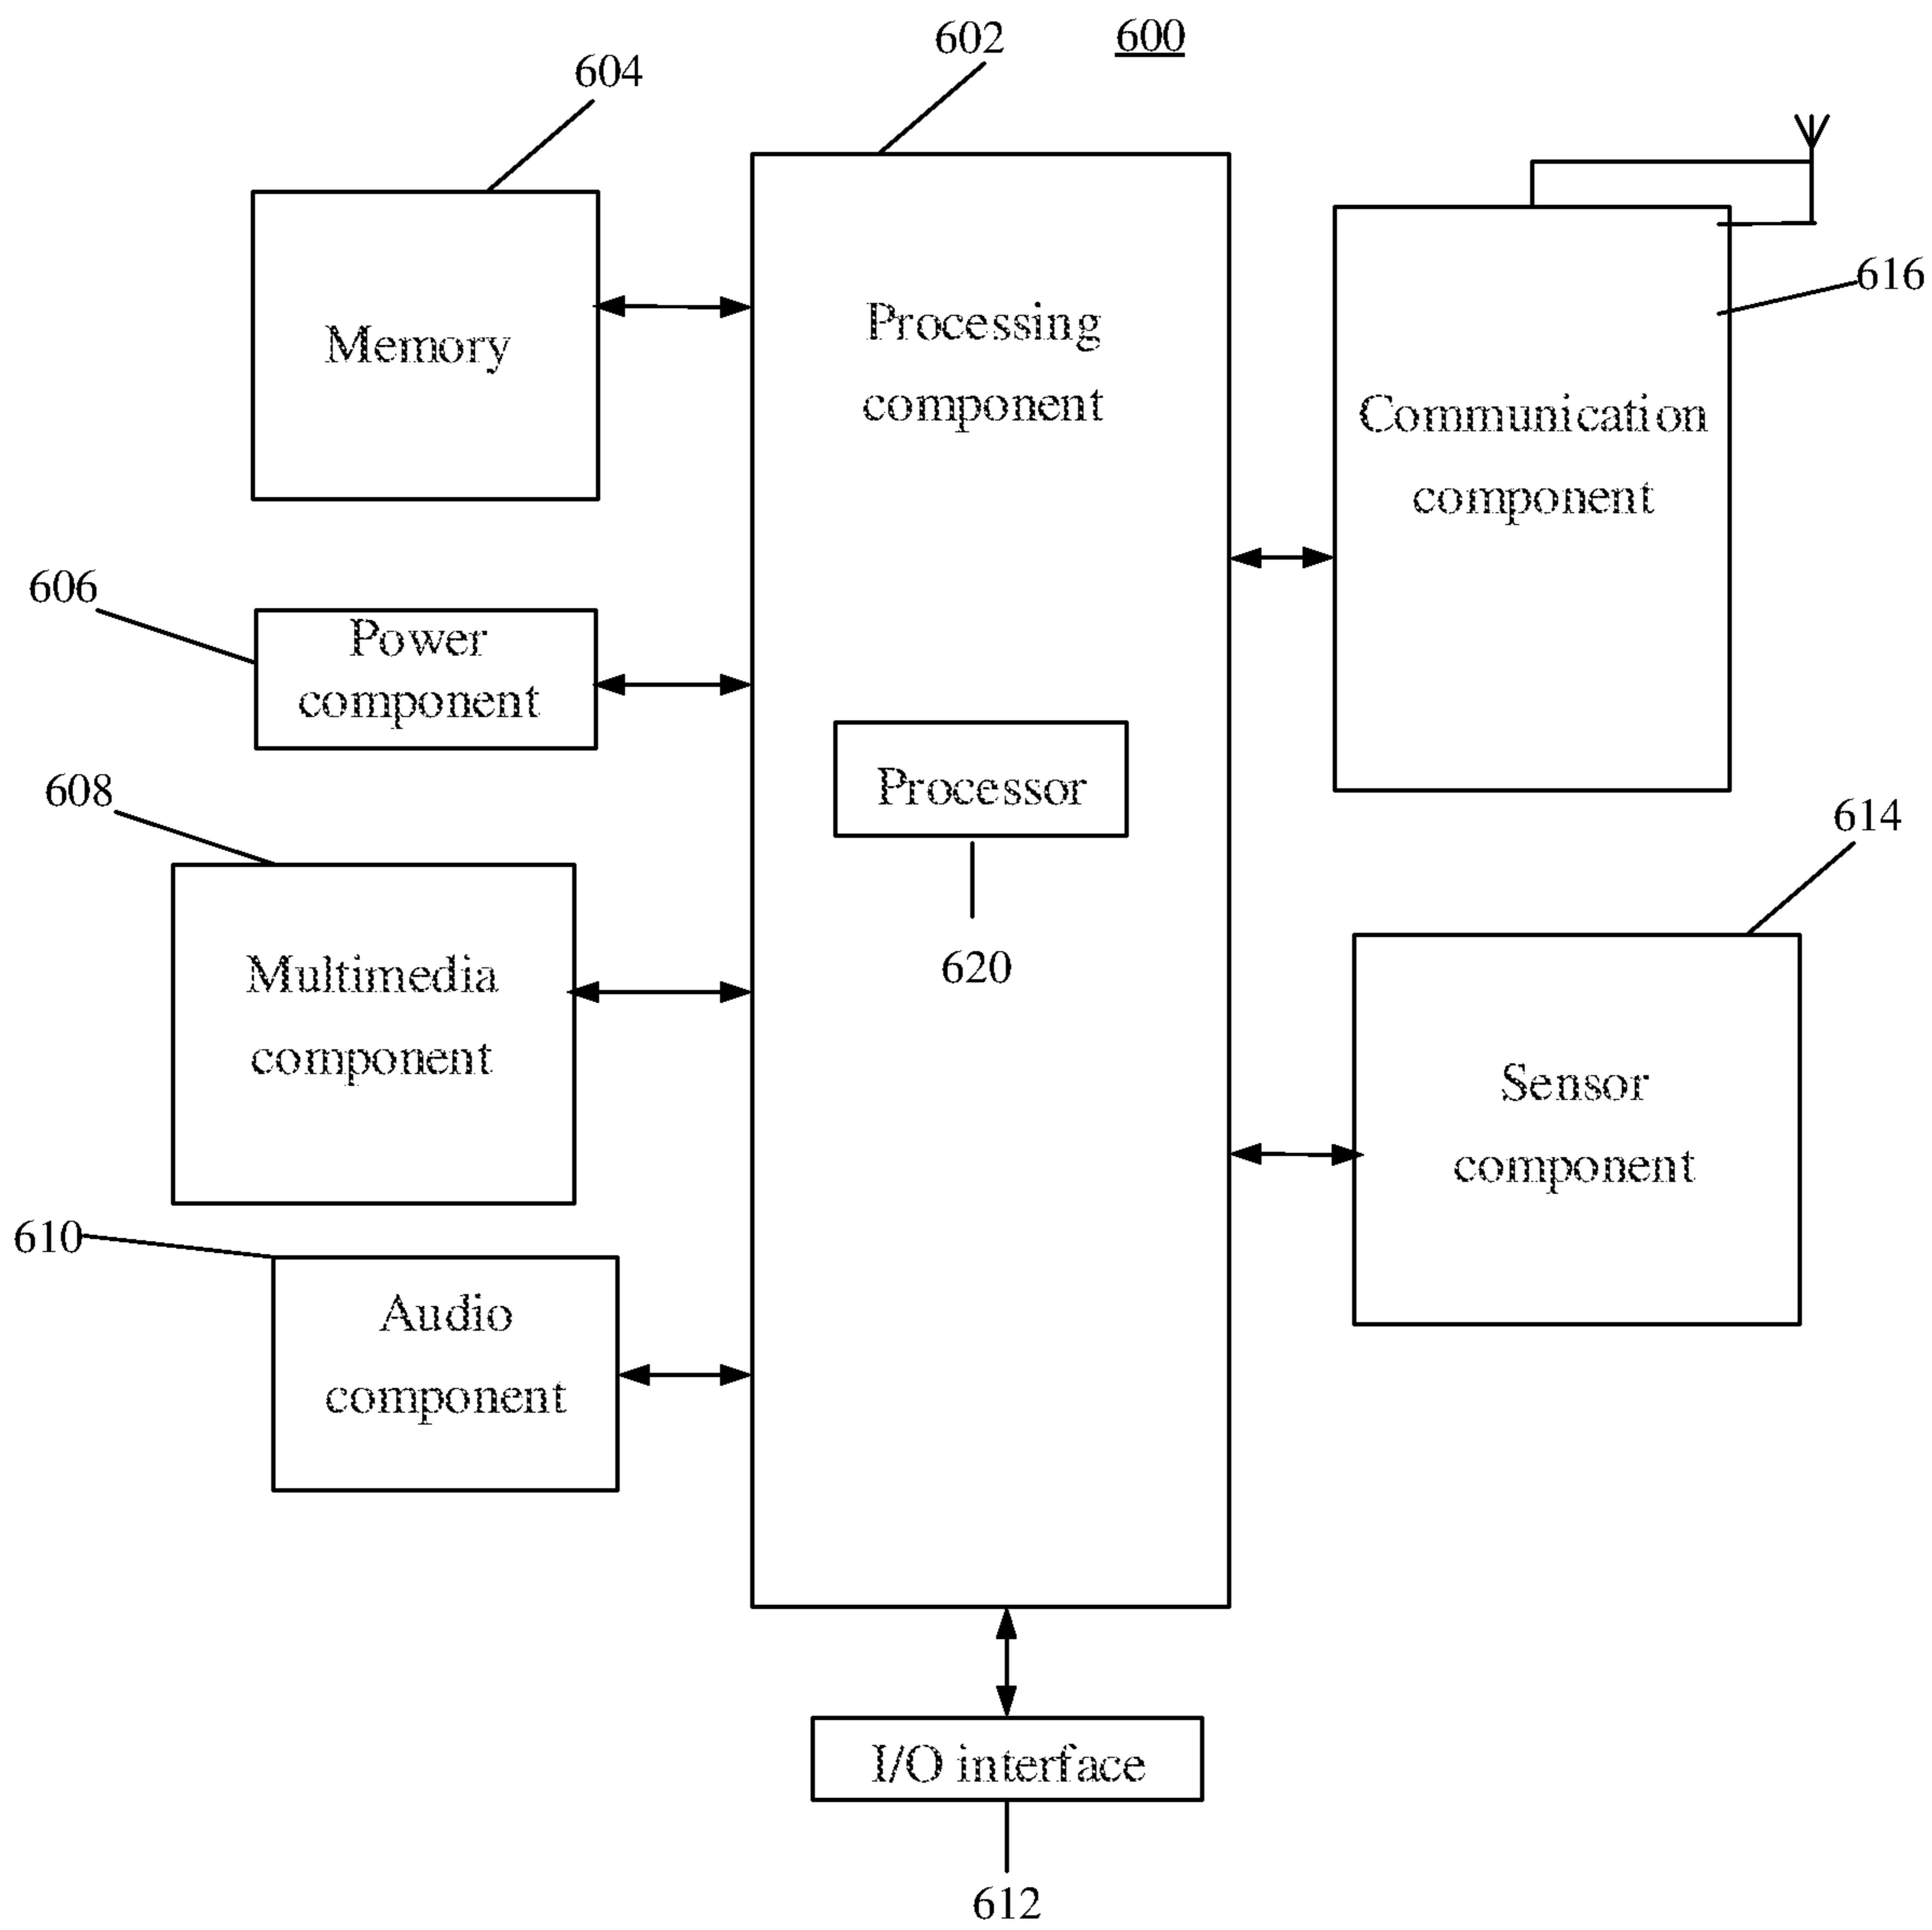 602
600
604
616
Memory
Processing
component
Communication
component
606
Power
component
Processor
608
614
Multimedia
component
620
Sensor
component
610
Audio
component
I/O interface
612